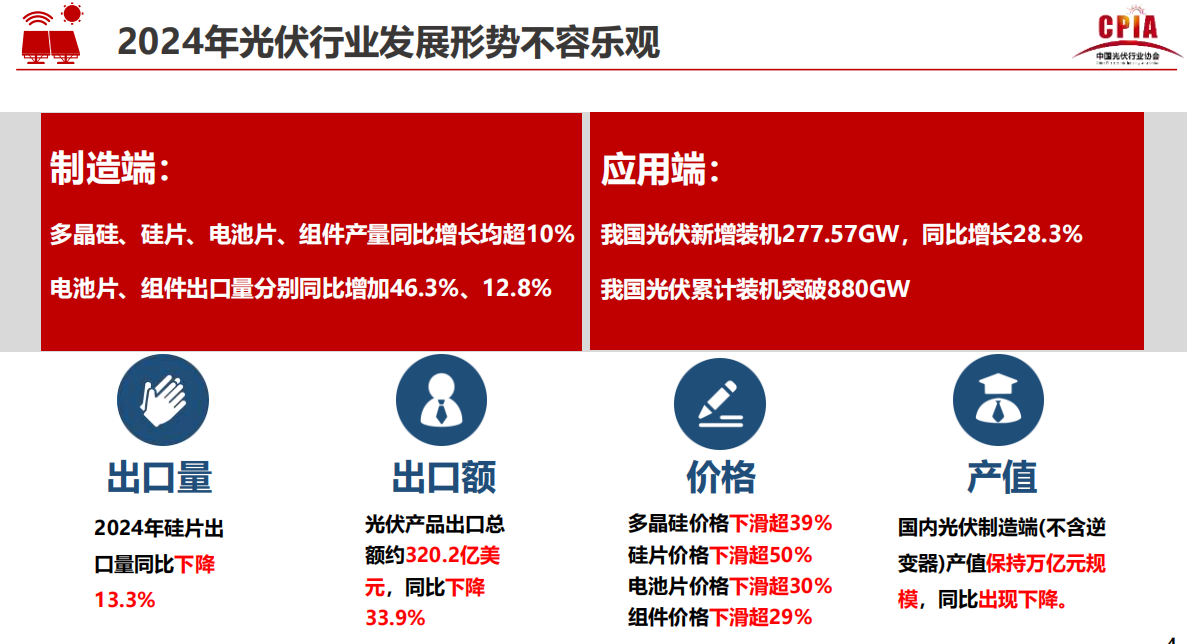 2024年光伏行业发展形势不容乐观
CPIA
中国光伏行业协会
制造端：
多晶硅、硅片、电池片、组件产量同比增长均超10%
电池片、组件出口量分别同比增加46.3%、12.8%
应用端：
我国光伏新增装机277.57GW，同比增长28.3%
我国光伏累计装机突破880GW
出口量
2024年硅片出
口量同比下降
13.3%
出口额
光伏产品出口总
额约320.2亿美
元，同比下降
33.9%
价格
多晶硅价格下滑超39%
硅片价格下滑超50%
电池片价格下滑超30%
组件价格下滑超29%
产值
国内光伏制造端(不含逆
变器)产值保持万亿元规
模，同比出现下降。
4